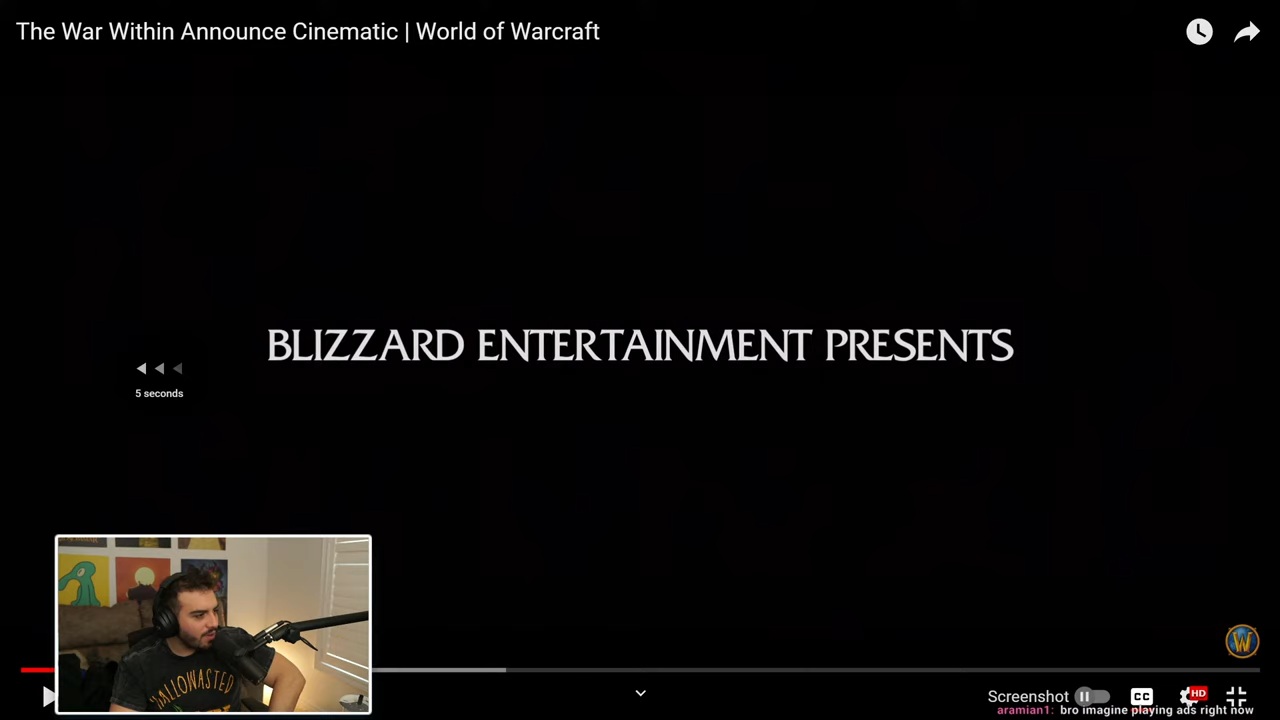 The War Within Announce Cinematic | World of Warcraft
BLIZZARD ENTERTAINMENT PRESENTS
5 seconds
HALLOWASTED
Screenshot
CC
HD
aramian1: bro imagine playing ads right now
W